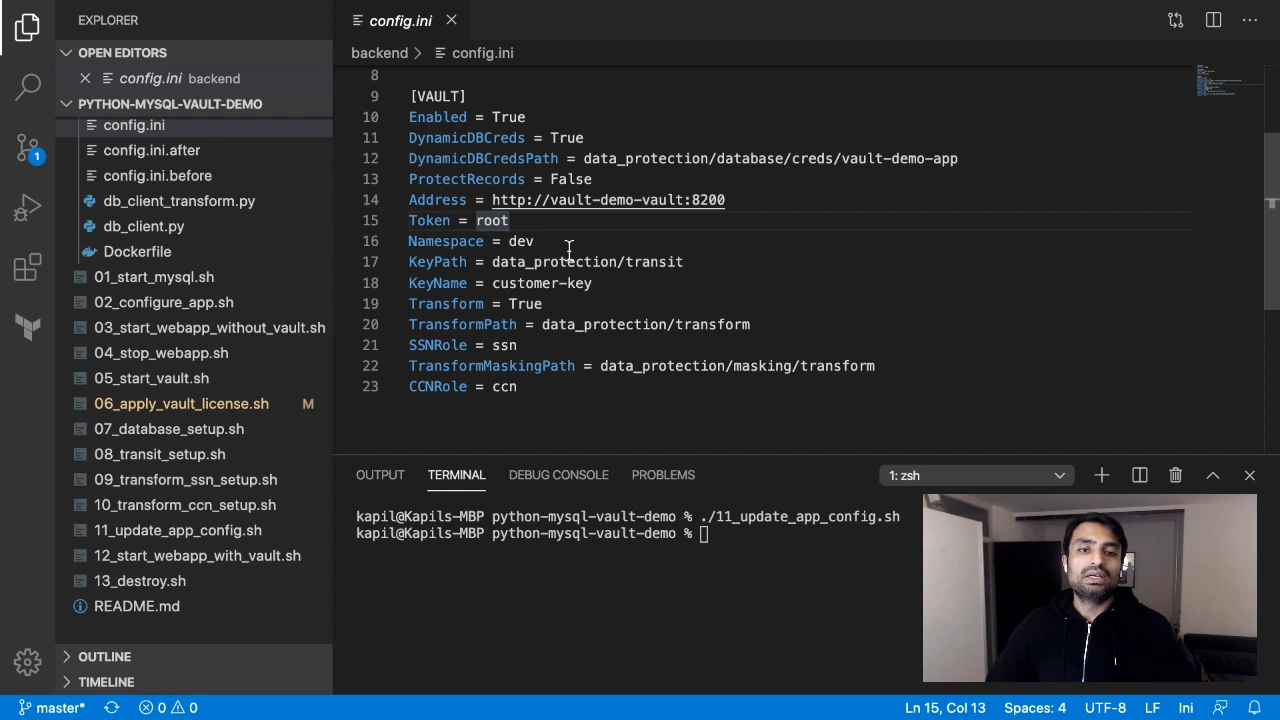 EXPLORER
OPEN EDITORS
config.ini backend
PYTHON-MYSQL-VAULT-DEMO
config.ini
config.ini.after
config.ini.before
db_client_transform.py
db_client.py
Dockerfile
01_start_mysql.sh
02_configure_app.sh
03_start_webapp_without_vault.sh
04_stop_webapp.sh
05_start_vault.sh
06_apply_vault_license.sh M
07_database_setup.sh
08_transit_setup.sh
09_transform_ssn_setup.sh
10_transform_ccn_setup.sh
11_update_app_config.sh
12_start_webapp_with_vault.sh
13_destroy.sh
README.md
OUTLINE
TIMELINE
1
config.ini
backend > config.ini
8
9 [VAULT]
10 Enabled = True
11 DynamicDBCreds = True
12 DynamicDBCredsPath = data_protection/database/creds/vault-demo-app
13 ProtectRecords = False
14 Address = http://vault-demo-vault:8200
15 Token = root
16 Namespace = dev
17 KeyPath = data_protection/transit
18 KeyName = customer-key
19 Transform = True
20 TransformPath = data_protection/transform
21 SSNRole = ssn
22 TransformMaskingPath = data_protection/masking/transform
23 CCNRole = ccn
OUTPUT TERMINAL DEBUG CONSOLE PROBLEMS 1: zsh
kapil@Kapils-MBP python-mysql-vault-demo % ./11_update_app_config.sh
kapil@Kapils-MBP python-mysql-vault-demo %
master* 0 0 Ln 15, Col 13 Spaces: 4 UTF-8 LF Ini